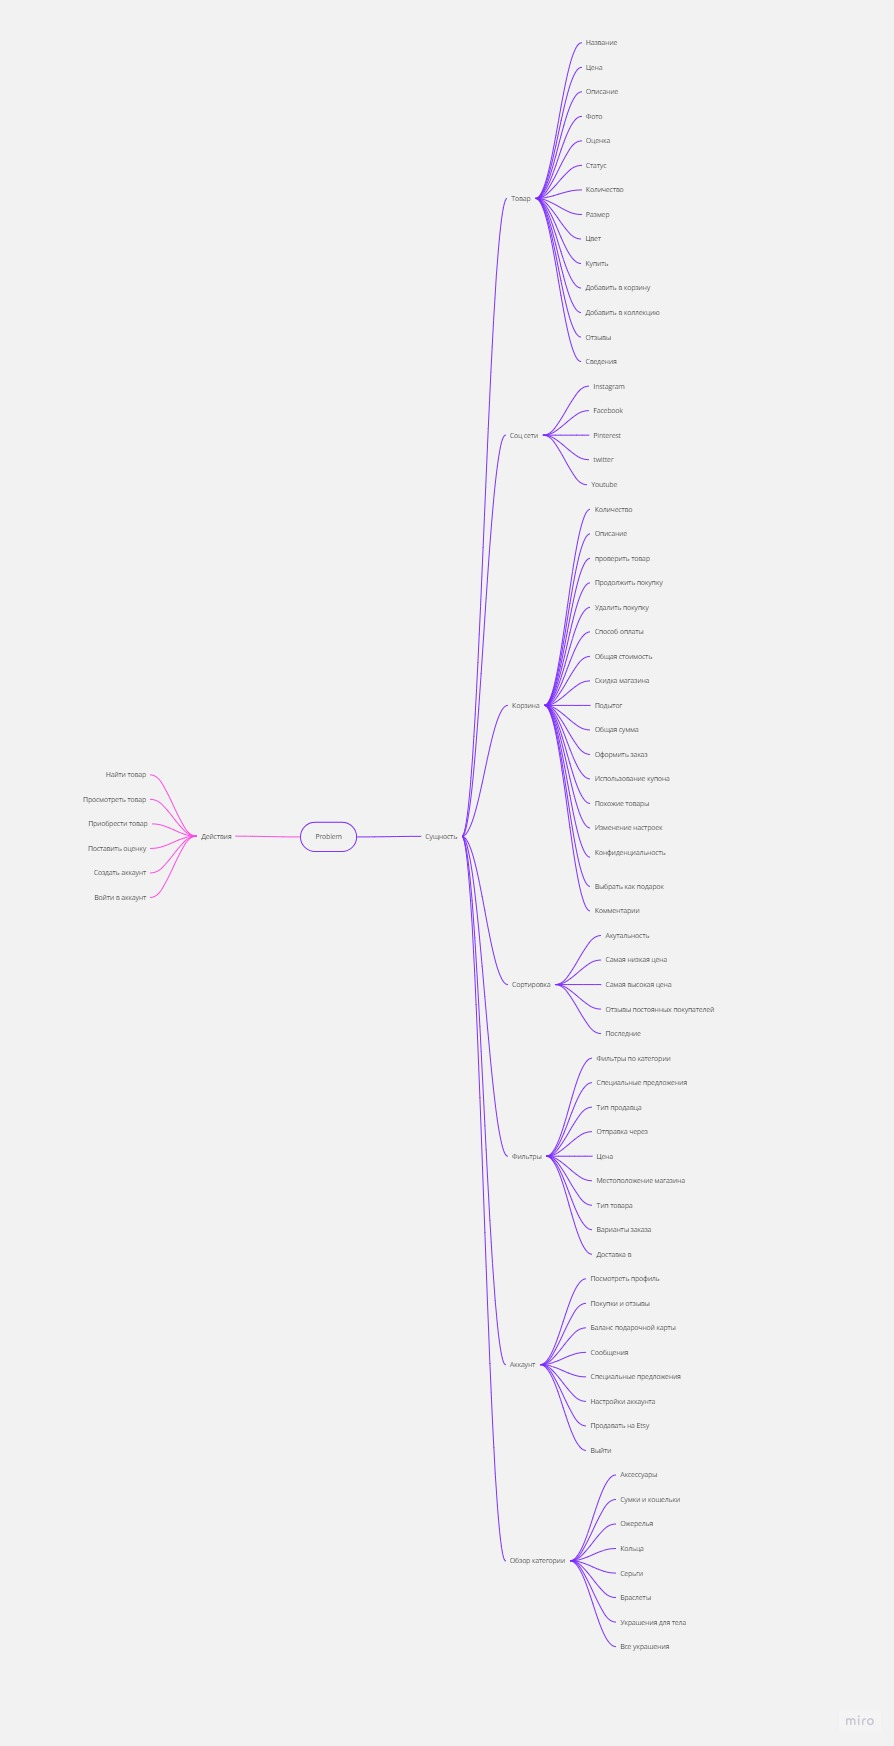 Название
Цена
Описание
Фото
Оценка
Статус
Товар
Количество
Размер
Цвет
Купить
Добавить в корзину
Добавить в коллекцию
Отзывы
Сведения
Instagram
Facebook
Соц сети
Pinterest
twitter
Youtube
Количество
Описание
проверить товар
Продолжить покупку
Удалить покупку
Способ оплаты
Общая стоимость
Скидка магазина
Корзина
Подытог
Общая сумма
Оформить заказ
Использование купона
Похожие товары
Изменение настроек
Конфиденциальность
Выбрать как подарок
Комментарии
Найти товар
Просмотреть товар
Приобрести товар
Действия
Problem
Сущность
Поставить оценку
Создать аккаунт
Войти в аккаунт
Акутальность
Самая низкая цена
Сортировка
Самая высокая цена
Отзывы постоянных покупателей
Последние
Фильтры по категории
Специальные предложения
Тип продавца
Отправка через
Фильтры
Цена
Местоположение магазина
Тип товара
Варианты заказа
Доставка в
Посмотреть профиль
Покупки и отзывы
Баланс подарочной карты
Сообщения
Аккаунт
Специальные предложения
Настройки аккаунта
Продавать на Etsy
Выйти
Аксессуары
Сумки и кошельки
Ожерелья
Кольца
Обзор категории
Серьги
Браслеты
Украшения для тела
Все украшения
miro